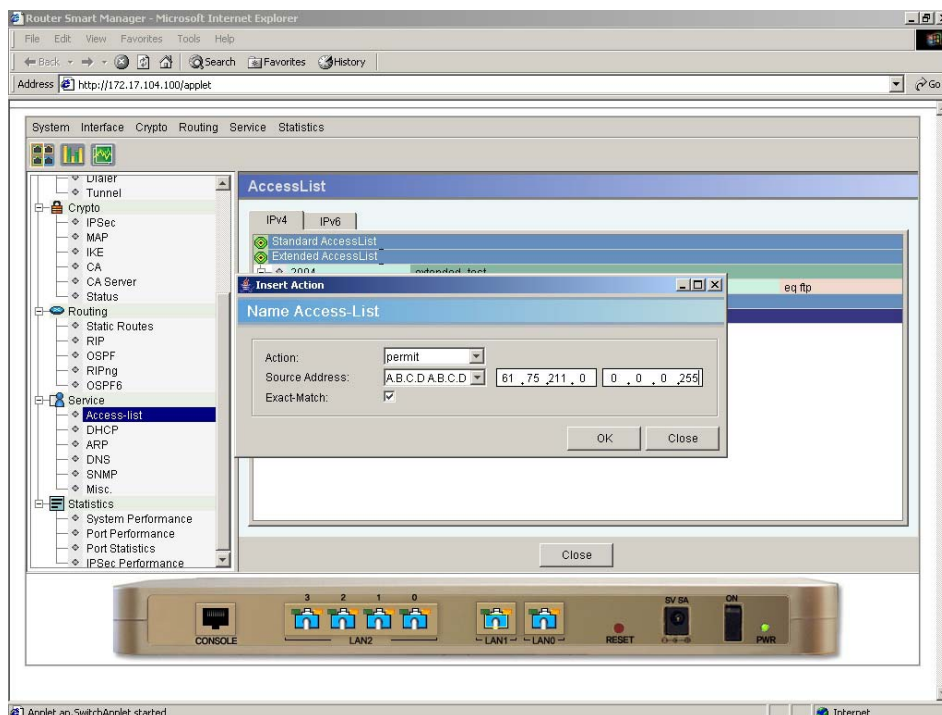 Router Smart Manager - Microsoft Internet Explorer
File Edit View Favorites Tools Help
Back Search Favorites History
Address http://172.17.104.100/applet Go
System Interface Crypto Routing Service Statistics
Dialer
Tunnel
Crypto
IPSec
MAP
IKE
CA
CA Server
Status
Routing
Static Routes
RIP
OSPF
RIPng
OSPF6
Service
Access-list
DHCP
ARP
DNS
SNMP
Misc.
Statistics
System Performance
Port Performance
Port Statistics
IPSec Performance
AccessList
IPv4 IPv6
Standard AccessList
Extended AccessList
2004 extended_test
eq ftp
Insert Action
Name Access-List
Action: permit
Source Address: A.B.C.D A.B.C.D 61 .75 .211 .0 0 .0 .0 .255
Exact-Match:
OK Close
Close
3 2 1 0
CONSOLE LAN2 LAN1 LAN0 RESET 5V 5A ON PWR
Applet an.SwitchApplet started Internet